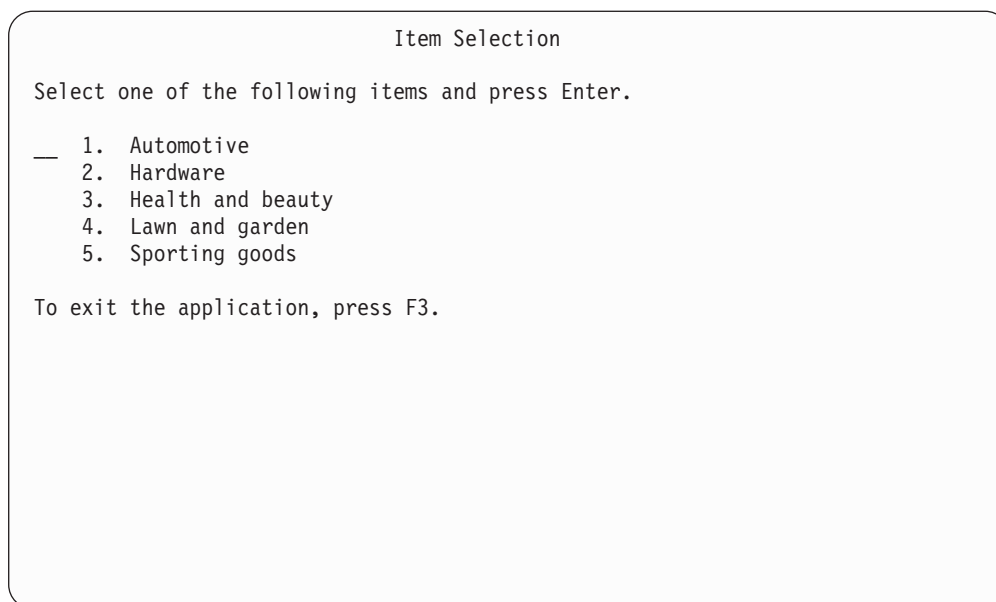 Item Selection
Select one of the following items and press Enter.
__ 1. Automotive
2. Hardware
3. Health and beauty
4. Lawn and garden
5. Sporting goods
To exit the application, press F3.